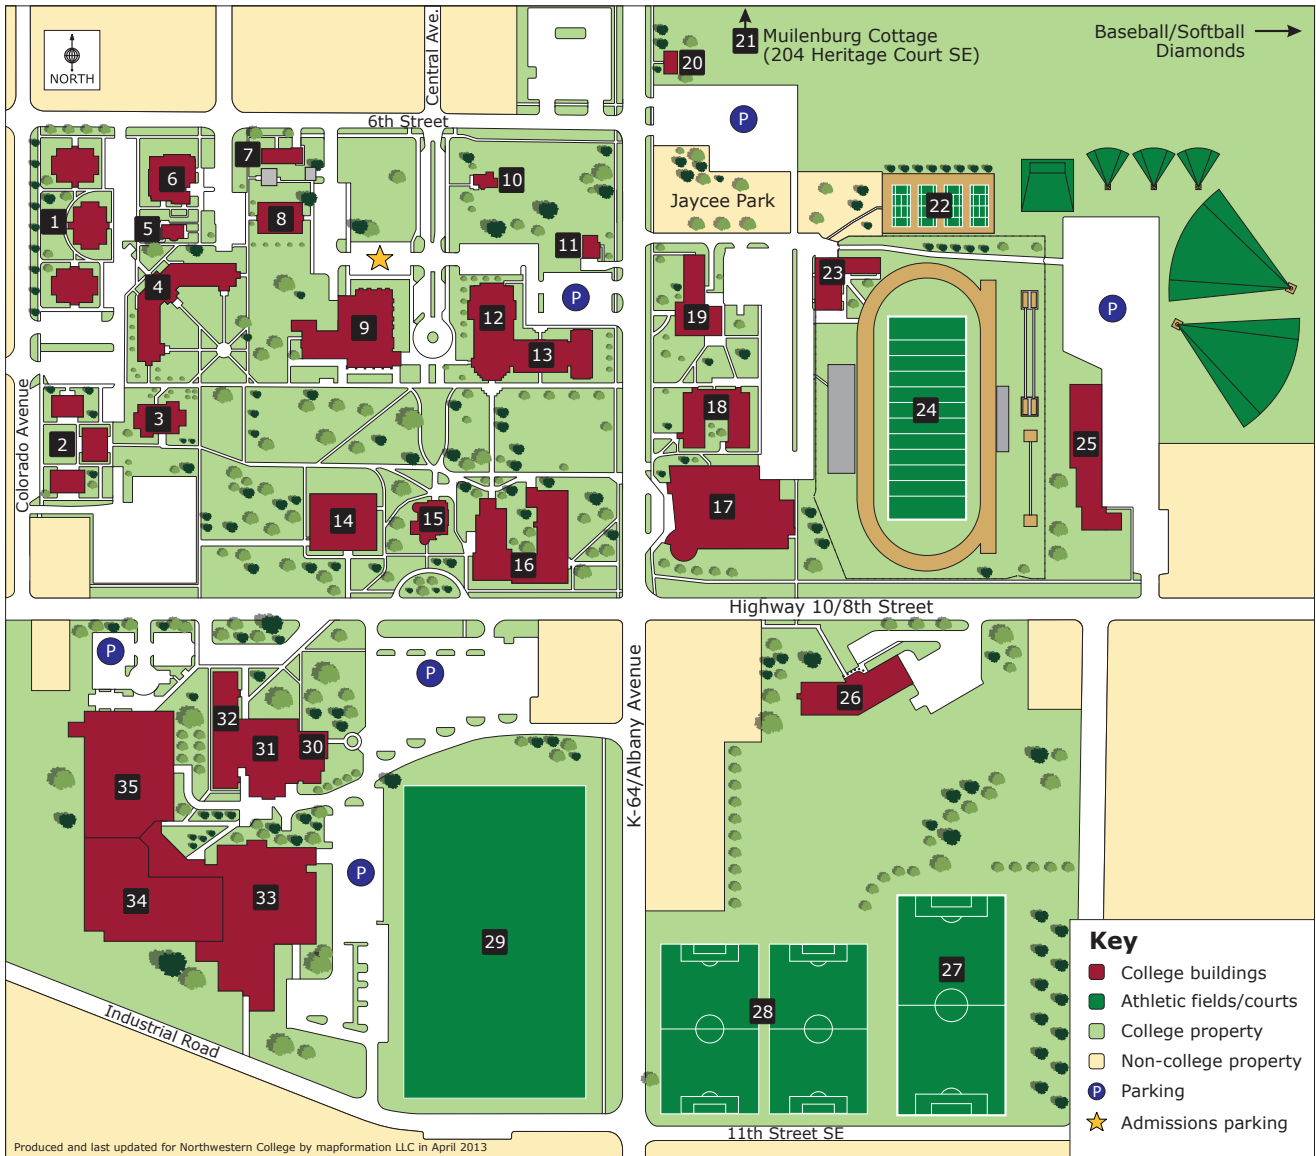 NORTH
Central Ave.
21
Muilenburg Cottage
(204 Heritage Court SE)
Baseball/Softball
Diamonds
20
P
6th Street
7
6
10
Jaycee Park
22
1
5
8
11
4
23
P
P
9
12
19
13
Colorado Avenue
2
3
18
24
25
14
15
16
17
Highway 10/8th Street
P
P
K-64/Albany Avenue
26
32
31
30
35
34
33
P
29
27
28
Industrial Road
11th Street SE
Key
College buildings
Athletic fields/courts
College property
Non-college property
P Parking
Admissions parking
Produced and last updated for Northwestern College by mapformation LLC in April 2013